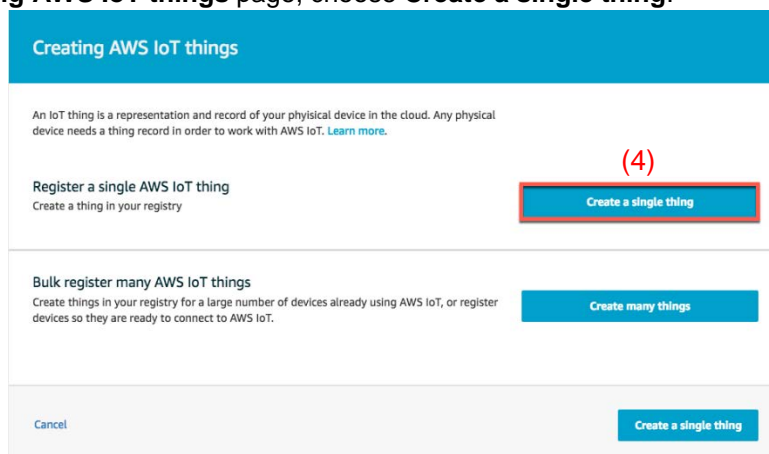 ng AWS IoT things page, choose Create a single thing.
Creating AWS IoT things
An IoT thing is a representation and record of your phyisical device in the cloud. Any physical
device needs a thing record in order to work with AWS IoT. Learn more.
(4)
Register a single AWS IoT thing
Create a thing in your registry
Create a single thing
Bulk register many AWS IoT things
Create things in your registry for a large number of devices already using AWS IoT, or register
devices so they are ready to connect to AWS IoT.
Create many things
Cancel
Create a single thing